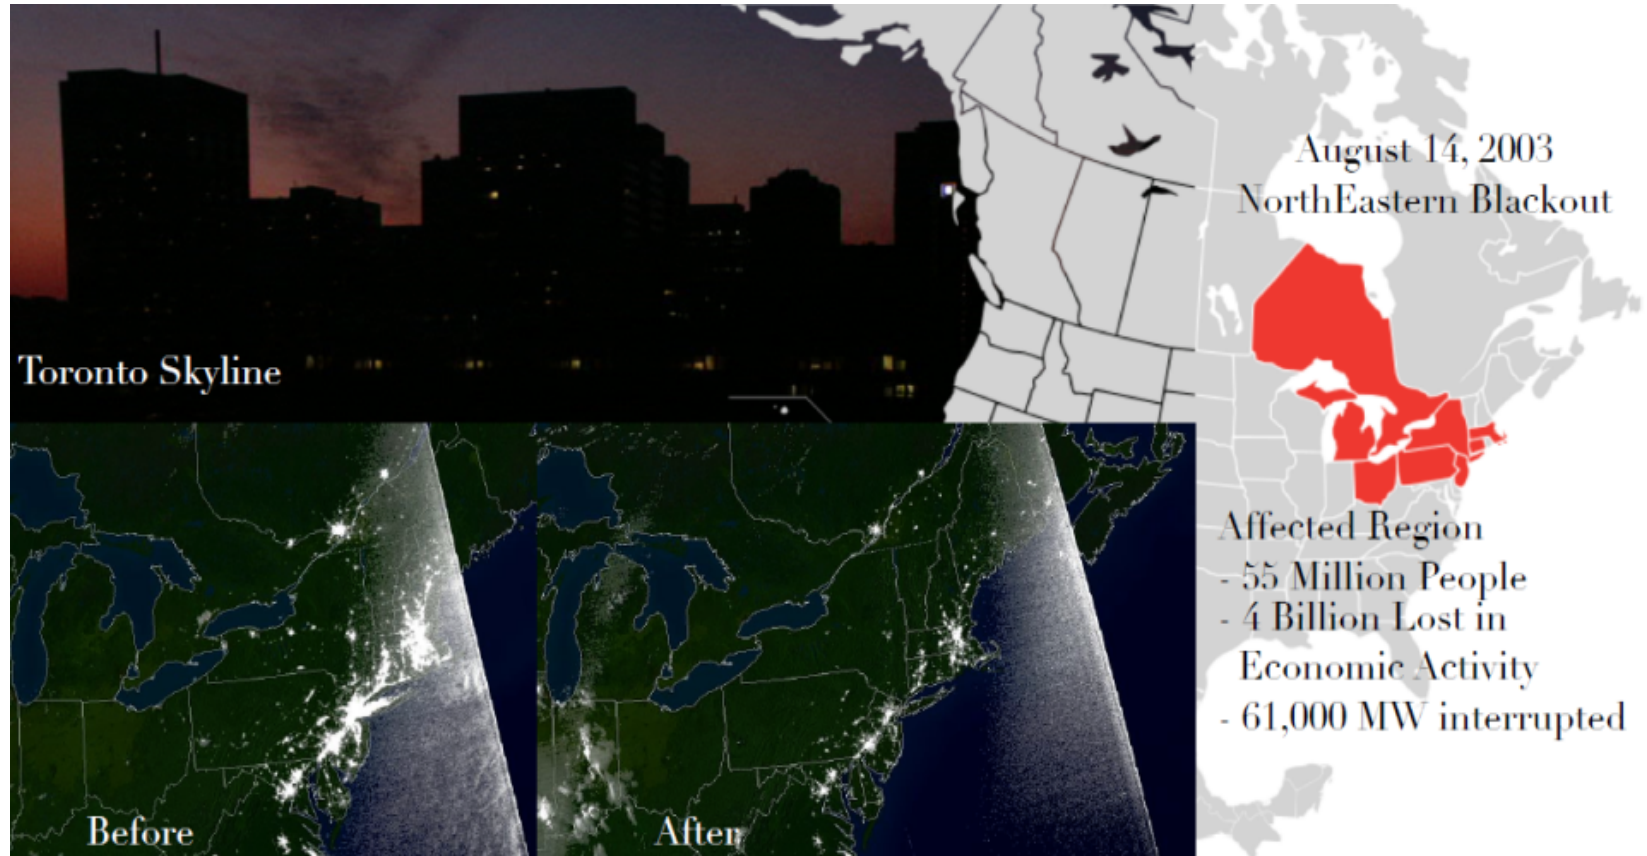 August 14, 2003
NorthEastern Blackout
Toronto Skyline
Affected Region
- 55 Million People
- 4 Billion Lost in
Economic Activity
- 61,000 MW interrupted
Before
After